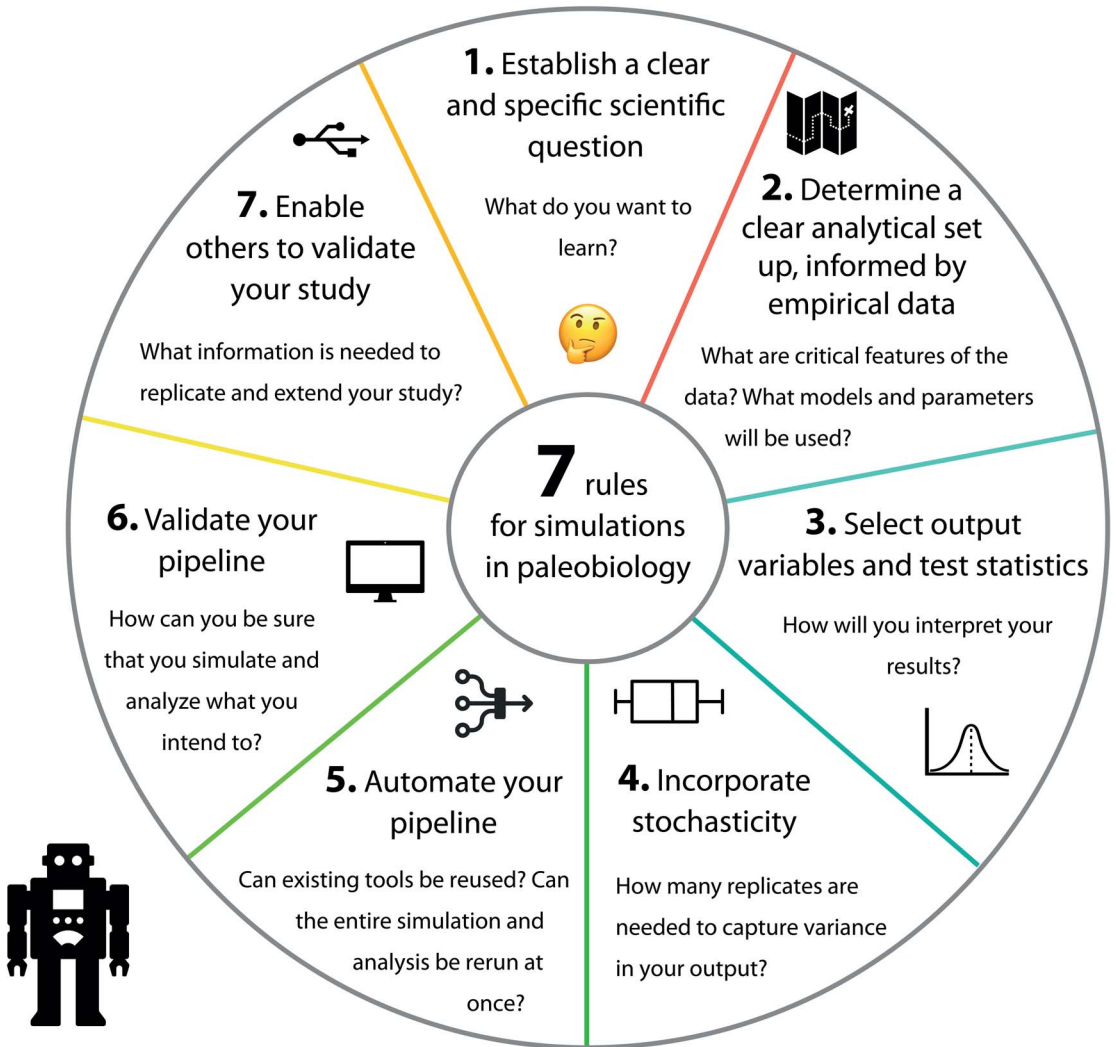 1. Establish a clear
and specific scientific
question
What do you want to
learn?
2. Determine a
clear analytical set
up, informed by
empirical data
What are critical features of the
data? What models and parameters
will be used?
3. Select output
variables and test statistics
How will you interpret your
results?
4. Incorporate
stochasticity
How many replicates are
needed to capture variance
in your output?
5. Automate your
pipeline
Can existing tools be reused? Can
the entire simulation and
analysis be rerun at
once?
6. Validate your
pipeline
How can you be sure
that you simulate and
analyze what you
intend to?
7. Enable
others to validate
your study
What information is needed to
replicate and extend your study?
7 rules
for simulations
in paleobiology